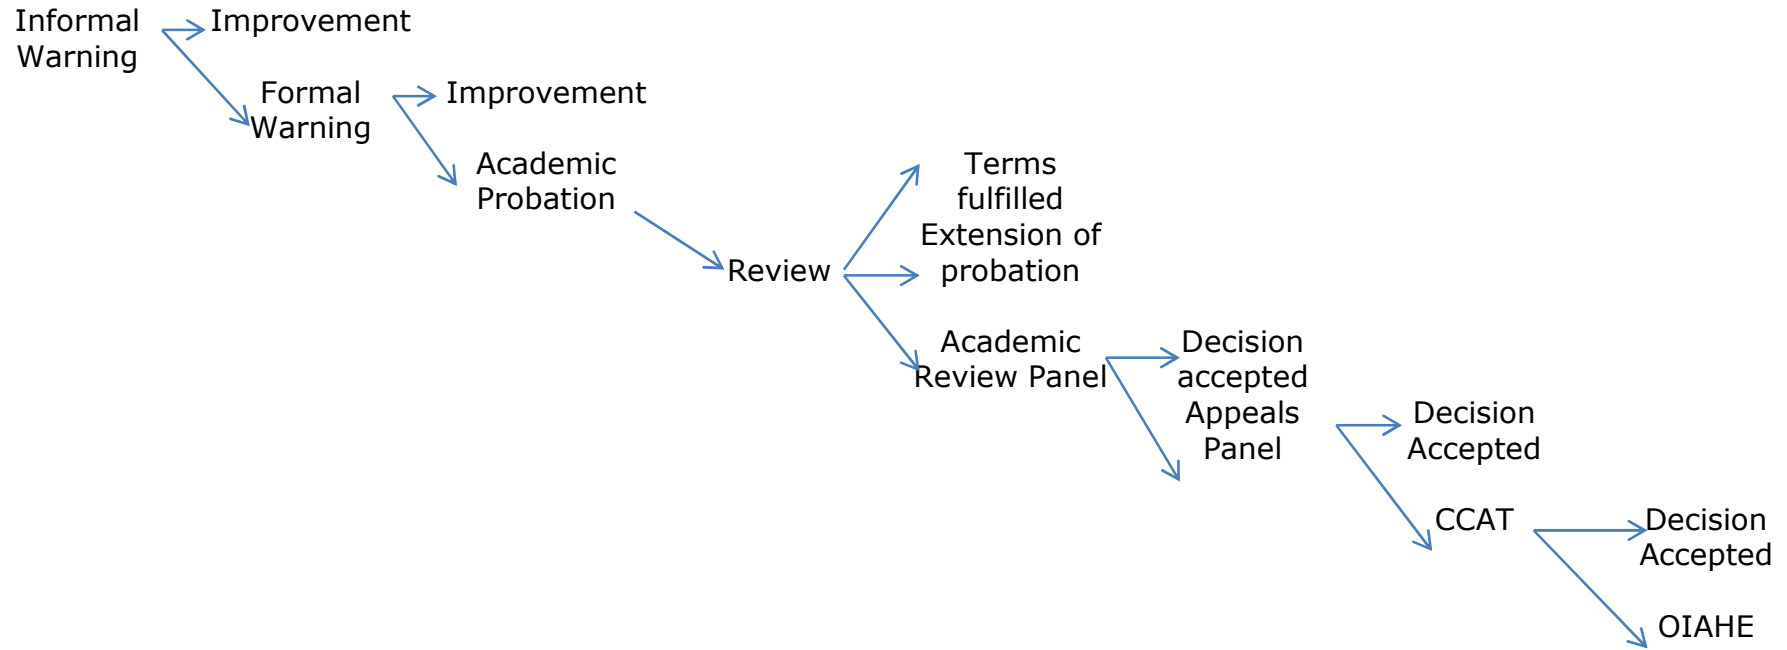 Informal
Warning
Improvement
Formal
Warning
Improvement
Academic
Probation
Review
Terms
fulfilled
Extension of
probation
Academic
Review Panel
Decision
accepted
Appeals
Panel
Decision
Accepted
CCAT
Decision
Accepted
OIAHE